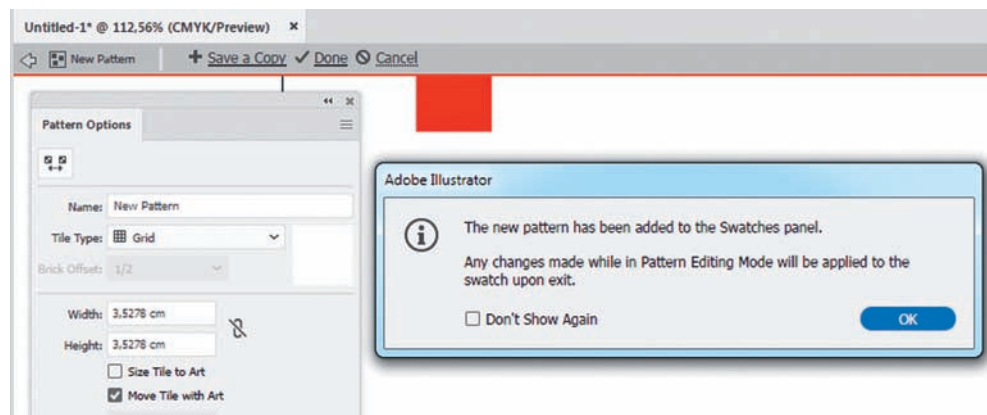 Untitled-1* @ 112,56% (CMYK/Preview) ×
New Pattern Save a Copy Done Cancel
Pattern Options
Name: New Pattern
Tile Type: Grid
Brick Offset: 1/2
Width: 3,5278 cm
Height: 3,5278 cm
Size Tile to Art
Move Tile with Art
Adobe Illustrator
The new pattern has been added to the Swatches panel.
Any changes made while in Pattern Editing Mode will be applied to the
swatch upon exit.
Don't Show Again
OK